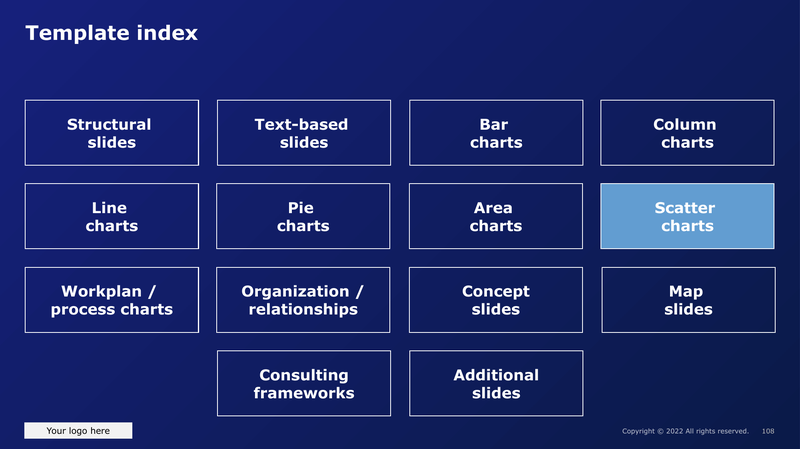 Template index
Structural
slides
Text-based
slides
Bar
charts
Column
charts
Line
charts
Pie
charts
Area
charts
Scatter
charts
Workplan /
process charts
Organization /
relationships
Concept
slides
Map
slides
Consulting
frameworks
Additional
slides
Your logo here
Copyright © 2022 All rights reserved. 108